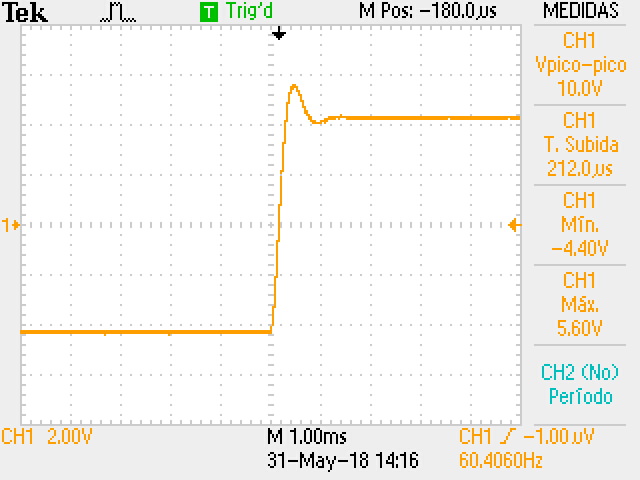 Tek T Trig'd M Pos: -180.0µs MEDIDAS
CH1
Vpico-pico
10.0V
CH1
T. Subida
212.0µs
1
CH1
Mín.
-4.40V
CH1
Máx.
5.60V
CH2 (No)
Período
CH1 2.00V M 1.00ms CH1 -1.00µV
31-May-18 14:16 60.4060Hz